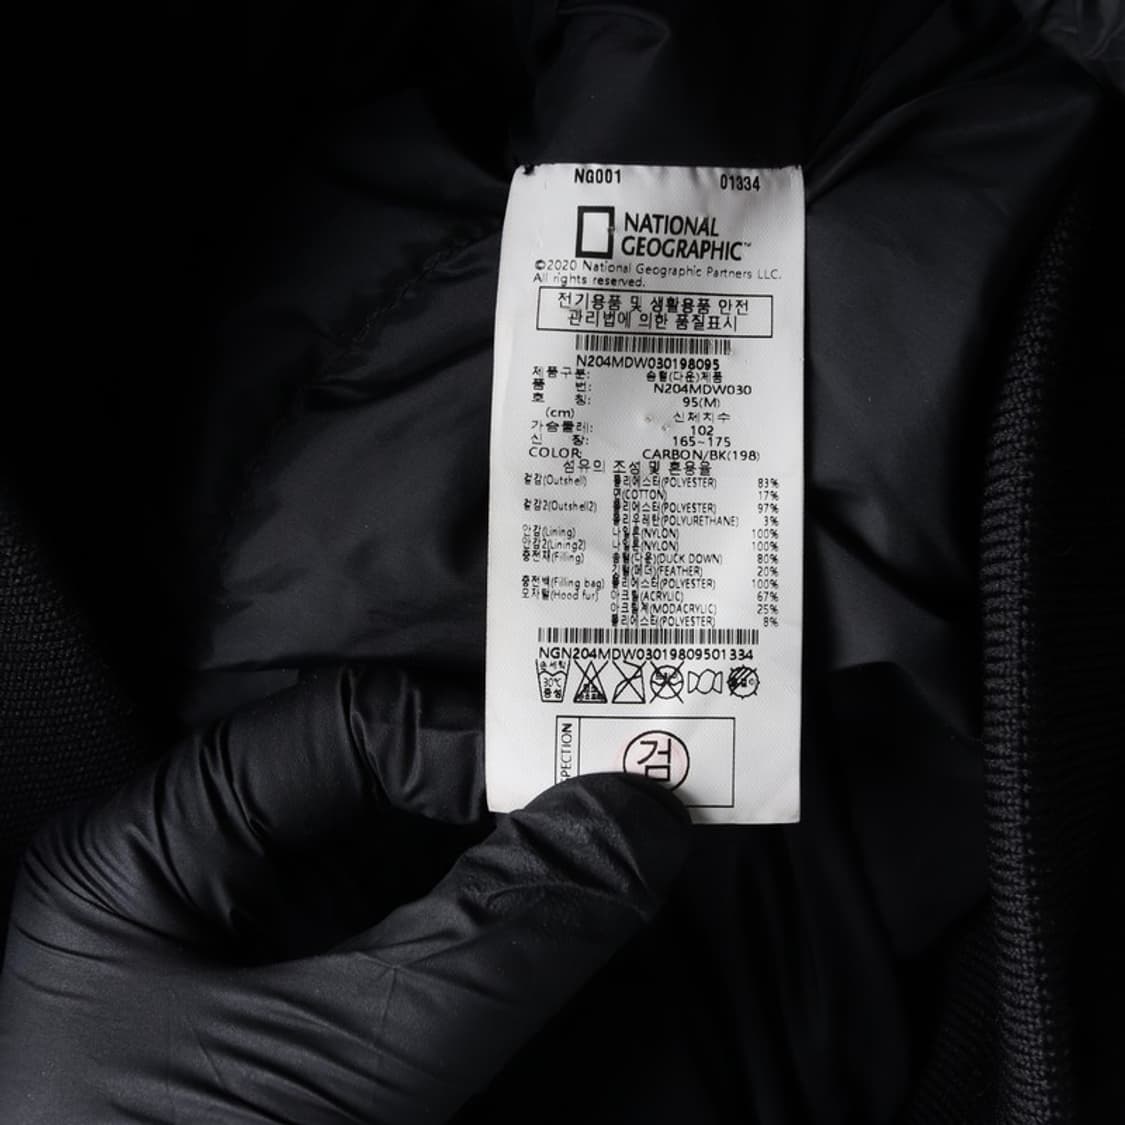 NG001 01334
NATIONAL
GEOGRAPHIC™
©2020 National Geographic Partners LLC.
All rights reserved.
전기용품 및 생활용품 안전
관리법에 의한 품질표시
N204MDW030198095
제품구분: 솜털(다운)제품
품 번: N204MDW030
호 칭: 95(M)
(cm) 신체치수
가슴둘레: 102
신 장: 165~175
COLOR: CARBON/BK(198)
섬유의 조성 및 혼용율
겉감(Outshell) 폴리에스터(POLYESTER) 83%
면(COTTON) 17%
겉감2(Outshell2) 폴리에스터(POLYESTER) 97%
폴리우레탄(POLYURETHANE) 3%
안감(Lining) 나일론(NYLON) 100%
안감2(Lining2) 나일론(NYLON) 100%
충전재(Filling) 솜털(다운)(DUCK DOWN) 80%
깃털(페더)(FEATHER) 20%
충전백(Filling bag) 폴리에스터(POLYESTER) 100%
모자털(Hood fur) 아크릴(ACRYLIC) 67%
아크릴계(MODACRYLIC) 25%
폴리에스터(POLYESTER) 8%
NGN204MDW03019809501334
손세탁
30℃
중성
검